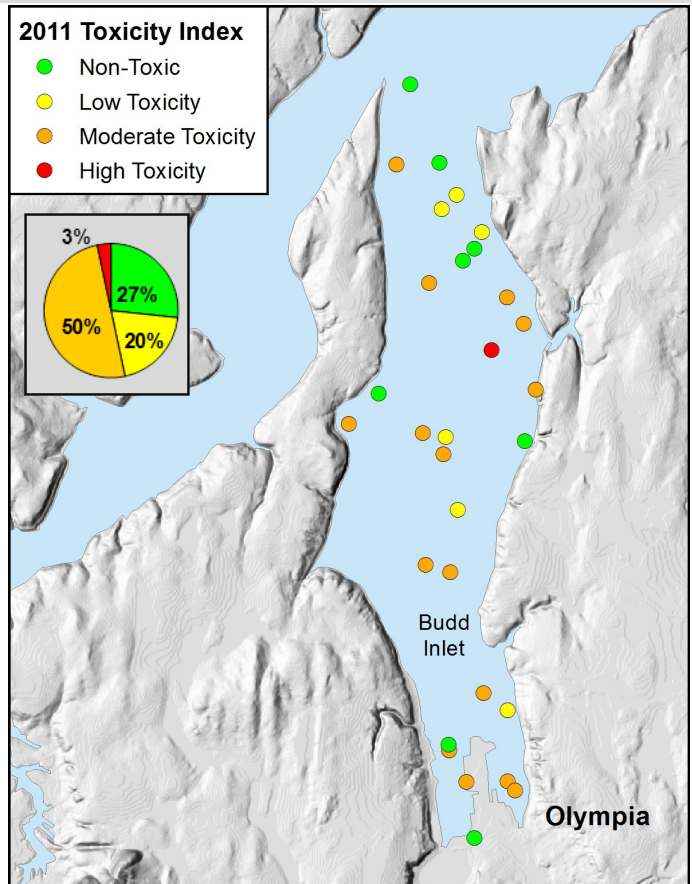 2011 Toxicity Index
Non-Toxic
Low Toxicity
Moderate Toxicity
High Toxicity
3%
27%
50%
20%
Budd
Inlet
Olympia